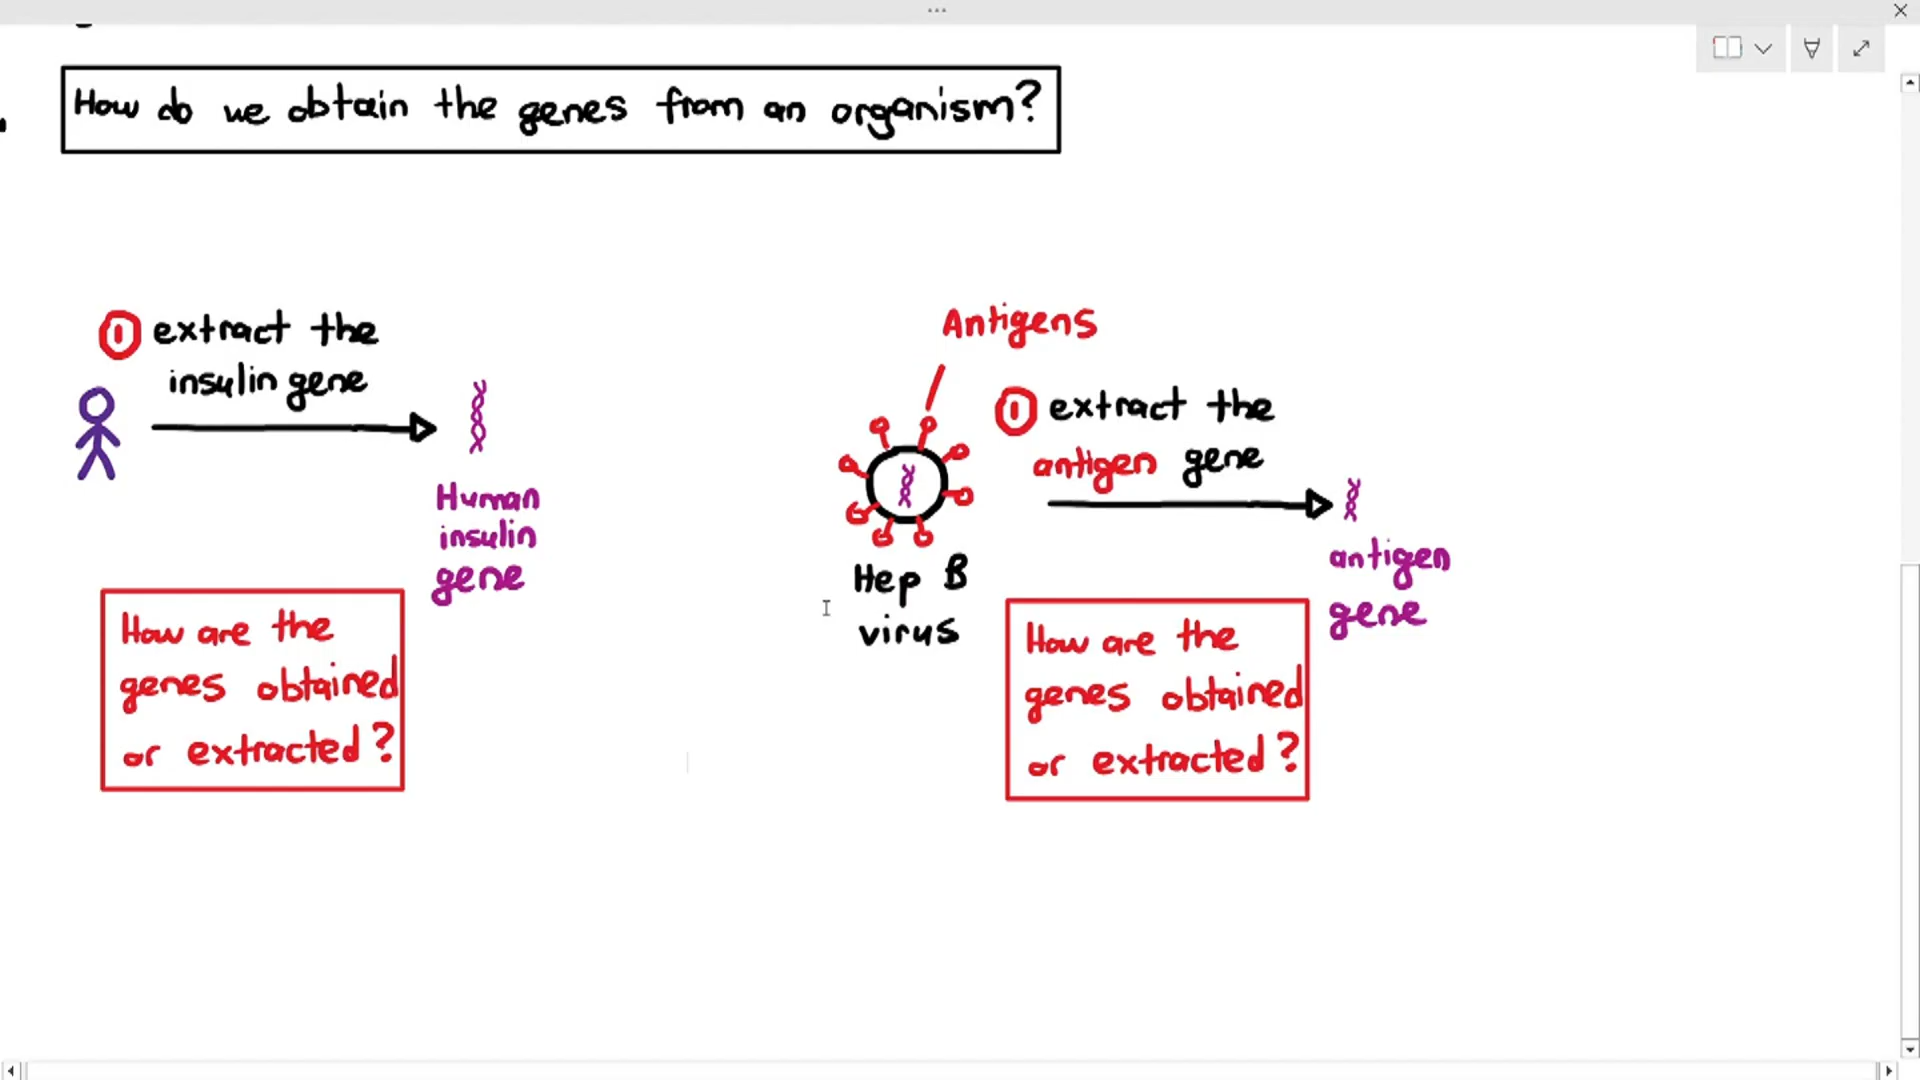 How do we obtain the genes from an organism?
1 extract the
insulin gene
Human
insulin
gene
How are the
genes obtained
or extracted?
Antigens
1 extract the
antigen gene
Hep B
virus
antigen
gene
How are the
genes obtained
or extracted?